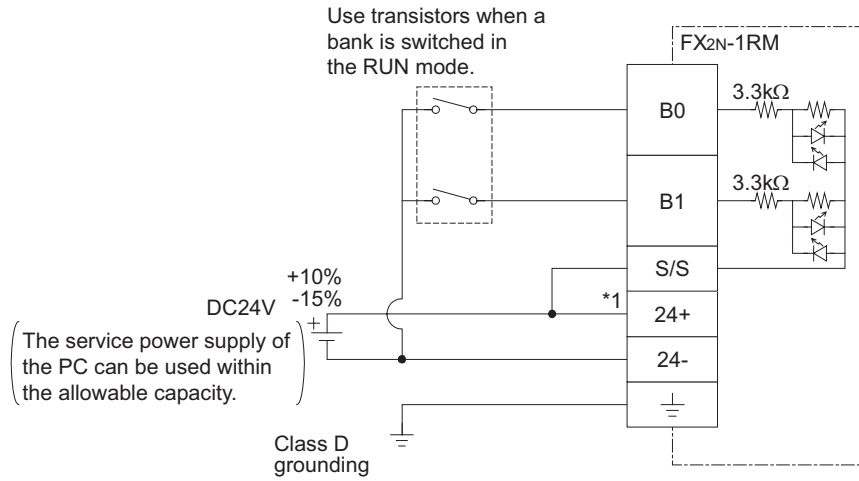 Use transistors when a
bank is switched in
the RUN mode.
FX2N-1RM
3.3kΩ
B0
3.3kΩ
B1
S/S
+10%
-15%
DC24V
*1
24+
+
The service power supply of
the PC can be used within
the allowable capacity.
24-
Class D
grounding